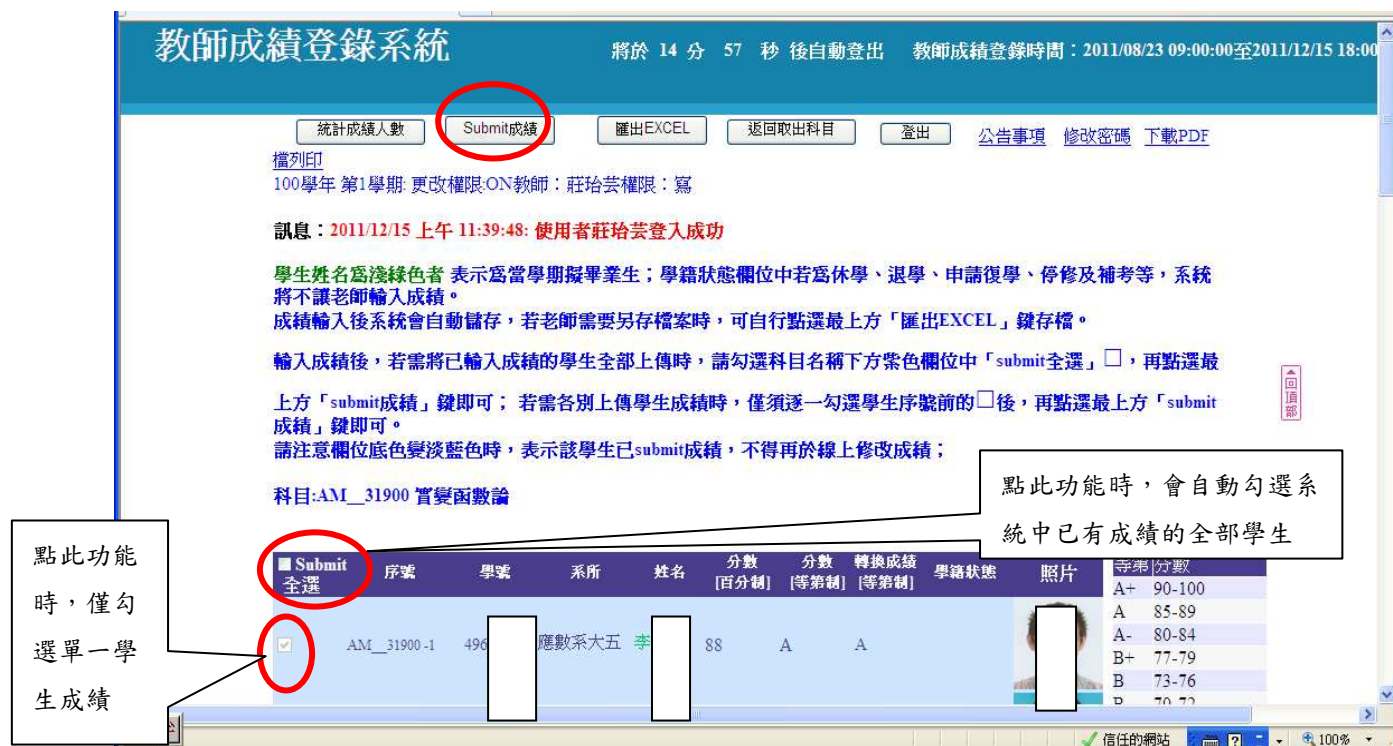 教師成績登錄系統
將於 14 分 57 秒 後自動登出 教師成績登錄時間：2011/08/23 09:00:00至2011/12/15 18:00
統計成績人數 Submit成績 匯出EXCEL 返回取出科目 登出 公告事項 修改密碼 下載PDF
檔列印
100學年 第1學期: 更改權限:ON教師：莊玲芸權限：寫
訊息：2011/12/15 上午 11:39:48: 使用者莊玲芸登入成功
學生姓名為淺綠色者 表示為當學期擬畢業生；學籍狀態欄位中若為休學、退學、申請復學、停修及補考等，系統
將不讓老師輸入成績。
成績輸入後系統會自動儲存，若老師需要另存檔案時，可自行點選最上方「匯出EXCEL」鍵存檔。
輸入成績後，若需將已輸入成績的學生全部上傳時，請勾選科目名稱下方紫色欄位中「submit全選」□，再點選最
上方「submit成績」鍵即可； 若需各別上傳學生成績時，僅須逐一勾選學生序號前的□後，再點選最上方「submit
成績」鍵即可。
請注意欄位底色變淡藍色時，表示該學生已submit成績，不得再於線上修改成績；
回頂部
科目:AM__31900 實變函數論
點此功能時，會自動勾選系
統中已有成績的全部學生
點此功能
時，僅勾
選單一學
生成績
Submit
全選 序號 學號 系所 姓名 分數
[百分制] 分數
[等第制] 轉換成績
[等第制] 學籍狀態 照片
AM__31900 -1 496 應數系大五 李 88 A A
等第 分數
A+ 90-100
A 85-89
A- 80-84
B+ 77-79
B 73-76
信任的網站 100%